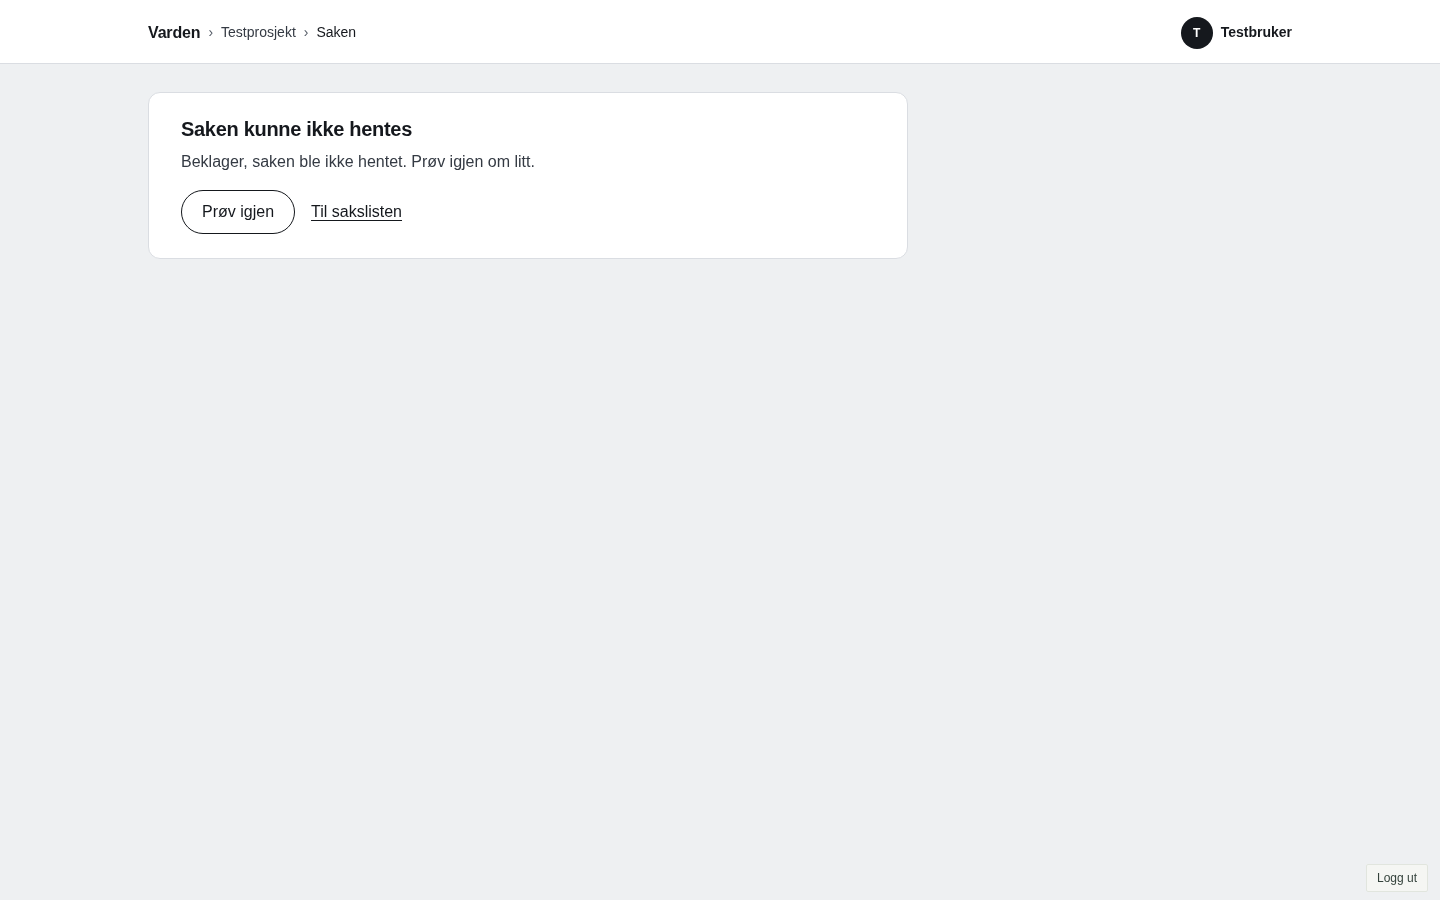 Varden › Testprosjekt › Saken
T Testbruker
Saken kunne ikke hentes
Beklager, saken ble ikke hentet. Prøv igjen om litt.
Prøv igjen Til sakslisten
Logg ut